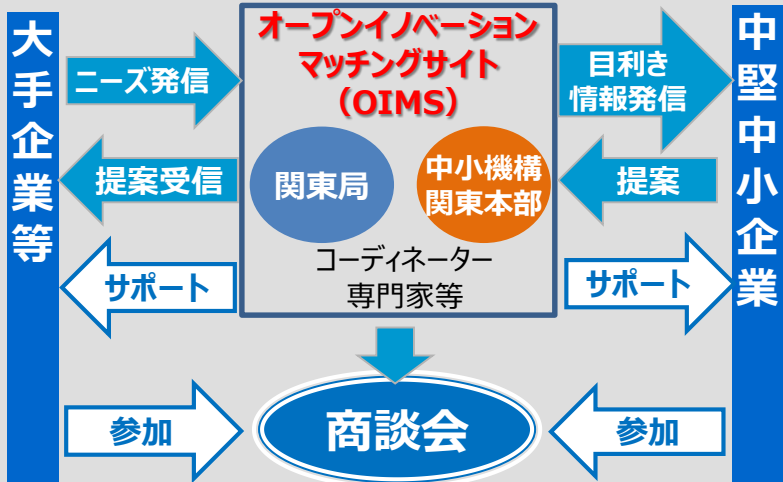 大手企業等
ニーズ発信
提案受信
サポート
参加
オープンイノベーション
マッチングサイト
（OIMS）
関東局
中小機構
関東本部
コーディネーター
専門家等
商談会
目利き
情報発信
提案
サポート
参加
中堅中小企業